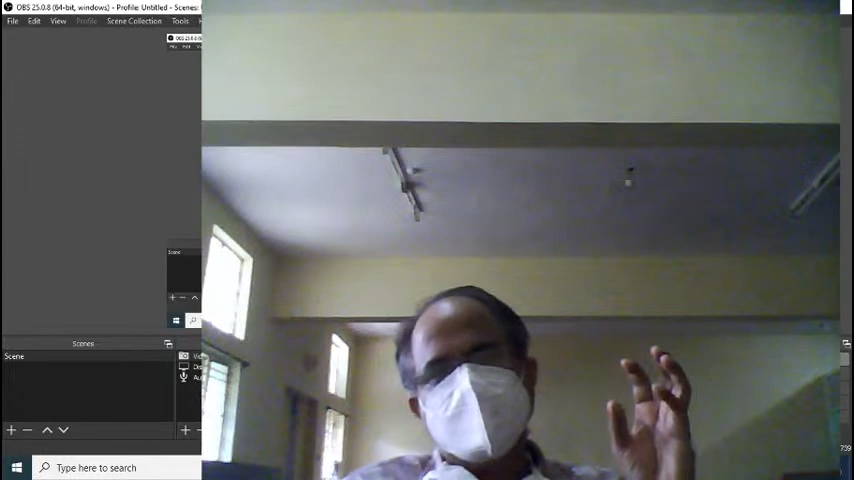 OBS 25.0.8 (64-bit, windows) - Profile: Untitled - Scenes:
File Edit View Profile Scene Collection Tools
Scene
Scenes
Scene
Type here to search